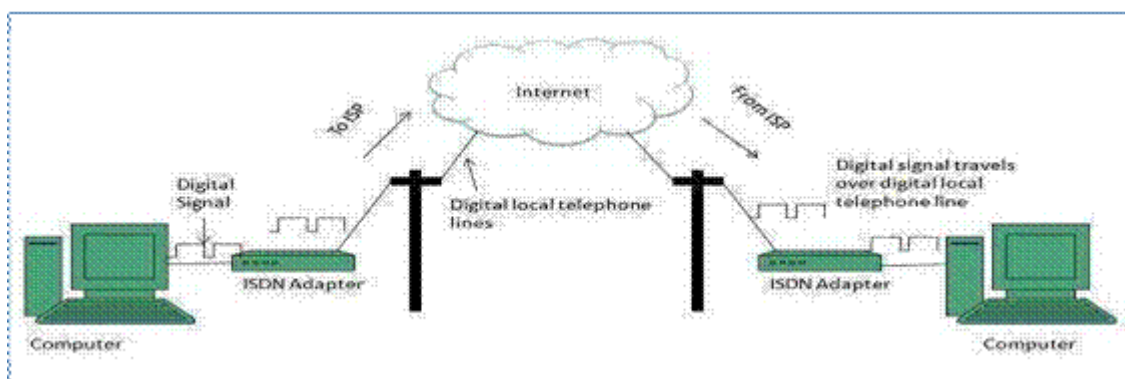 Internet
To ISP
From ISP
Digital
Signal
Digital local telephone
lines
Digital signal travels
over digital local
telephone line
ISDN Adapter
ISDN Adapter
Computer
Computer